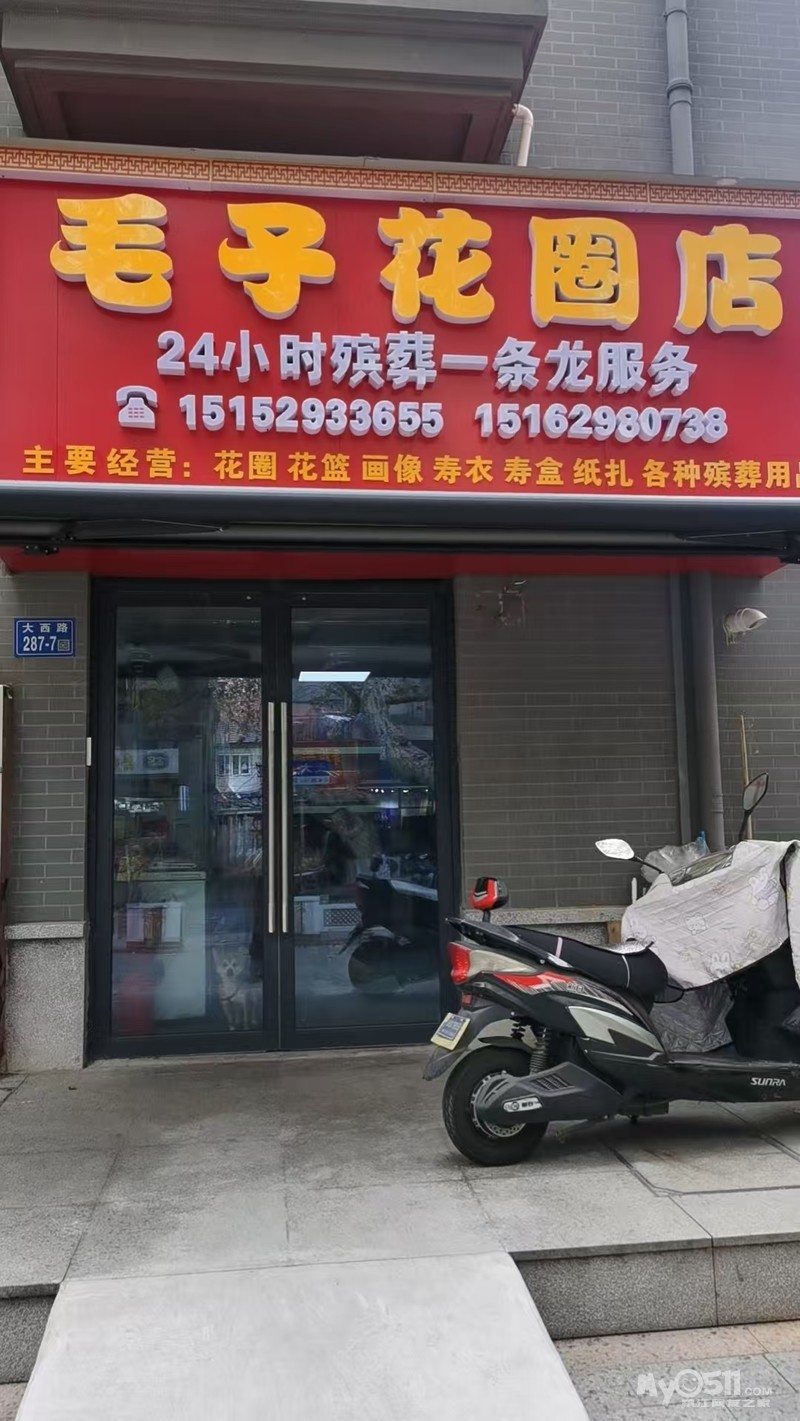 毛子花圈店
24小时殡葬一条龙服务
15152933655 15162980738
主要经营：花圈 花篮 画像 寿衣 寿盒 纸扎 各种殡葬用品
大西路
287-7
SUNRA
MyO511.COM